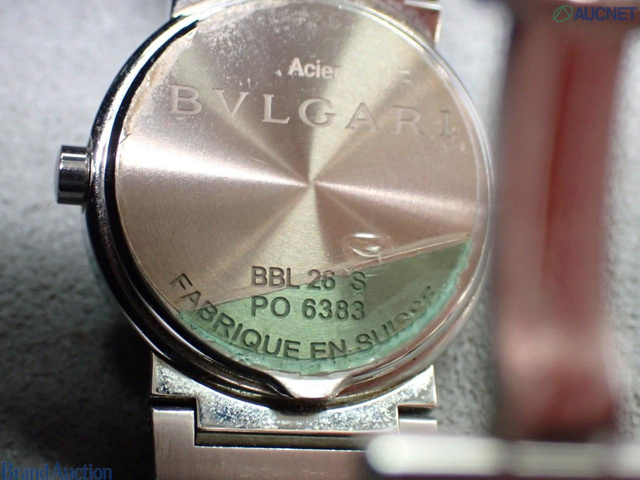 AUCNET
Acier
BVLGARI
BBL 26 S
PO 6383
FABRIQUE EN SUISSE
Brand Auction